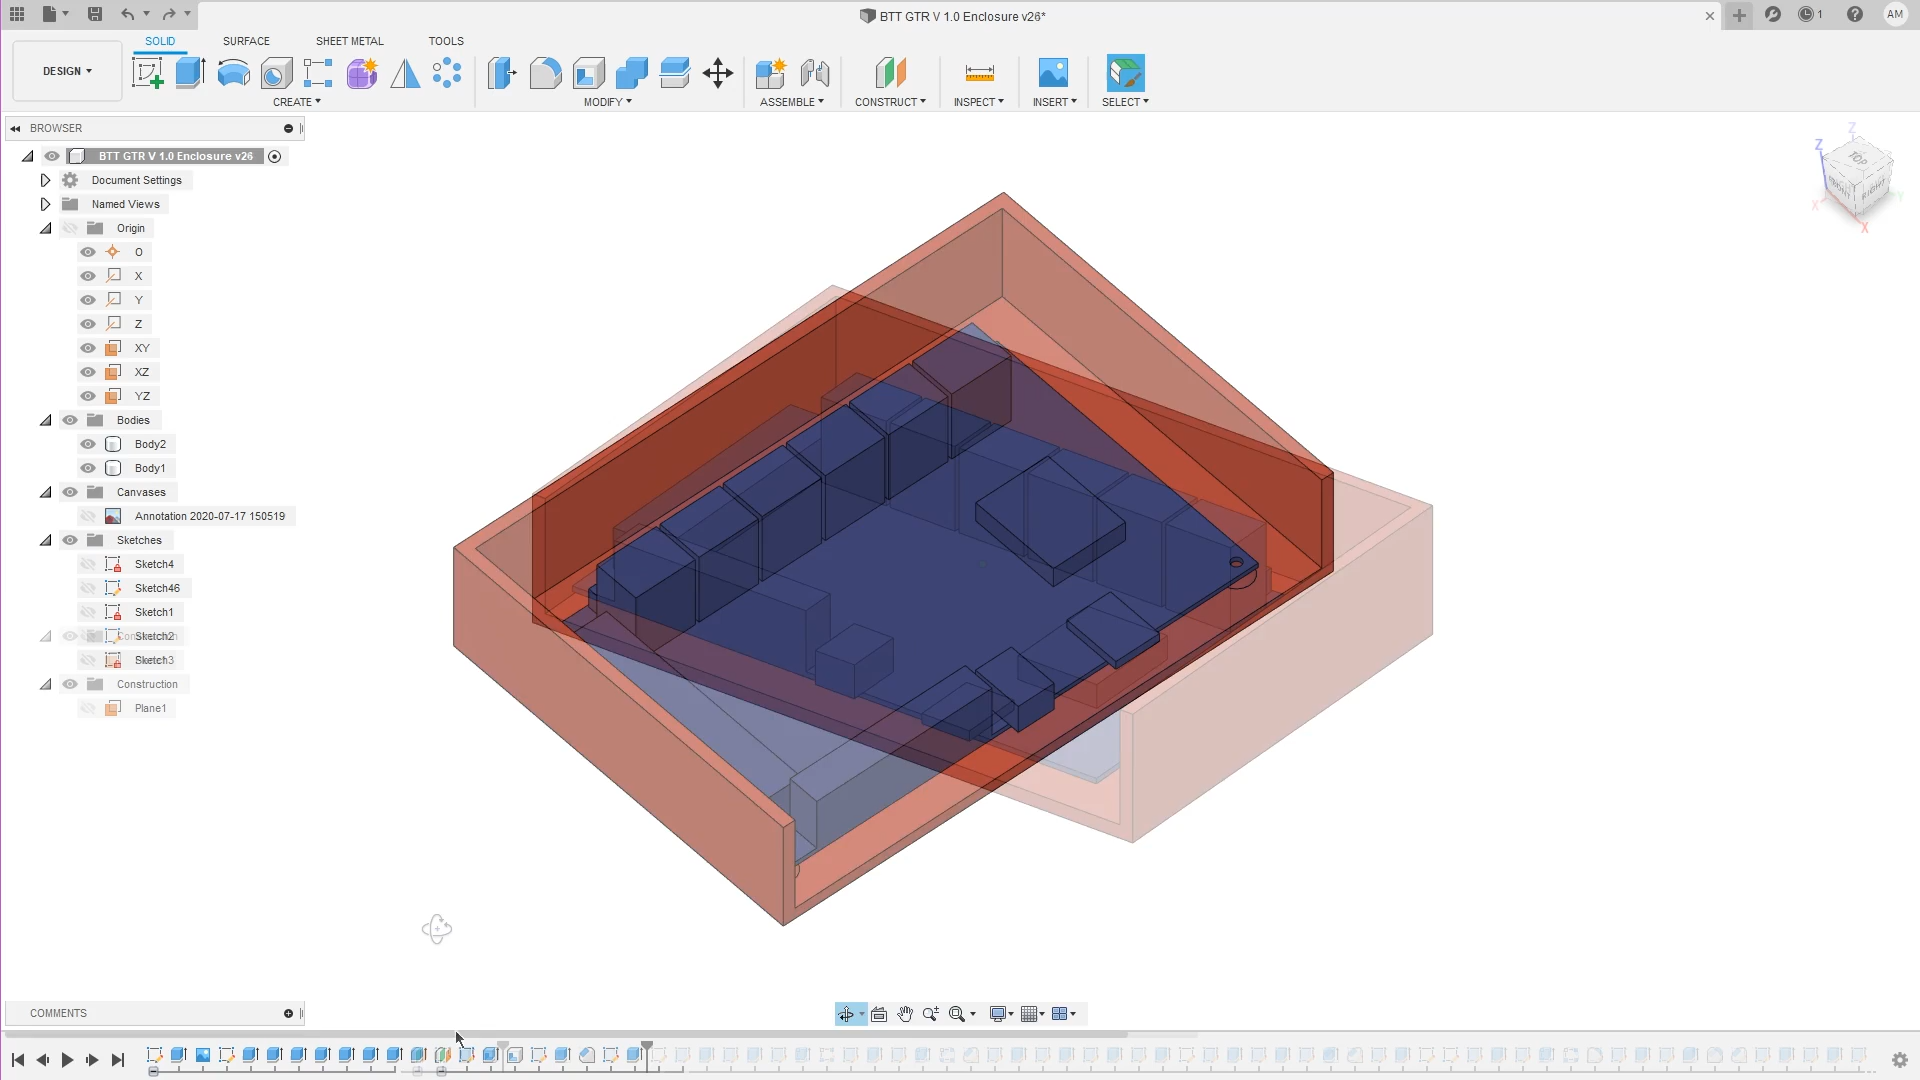 BTT GTR V 1.0 Enclosure v26*
1
AM
DESIGN
SOLID
SURFACE
SHEET METAL
TOOLS
CREATE
MODIFY
ASSEMBLE
CONSTRUCT
INSPECT
INSERT
SELECT
BROWSER
BTT GTR V 1.0 Enclosure v26
Document Settings
Named Views
Origin
O
X
Y
Z
XY
XZ
YZ
Bodies
Body2
Body1
Canvases
Annotation 2020-07-17 150519
Sketches
Sketch4
Sketch46
Sketch1
Sketch2
Sketch3
Construction
Plane1
Z
Z
TOP
FRONT
RIGHT
X
Y
X
COMMENTS